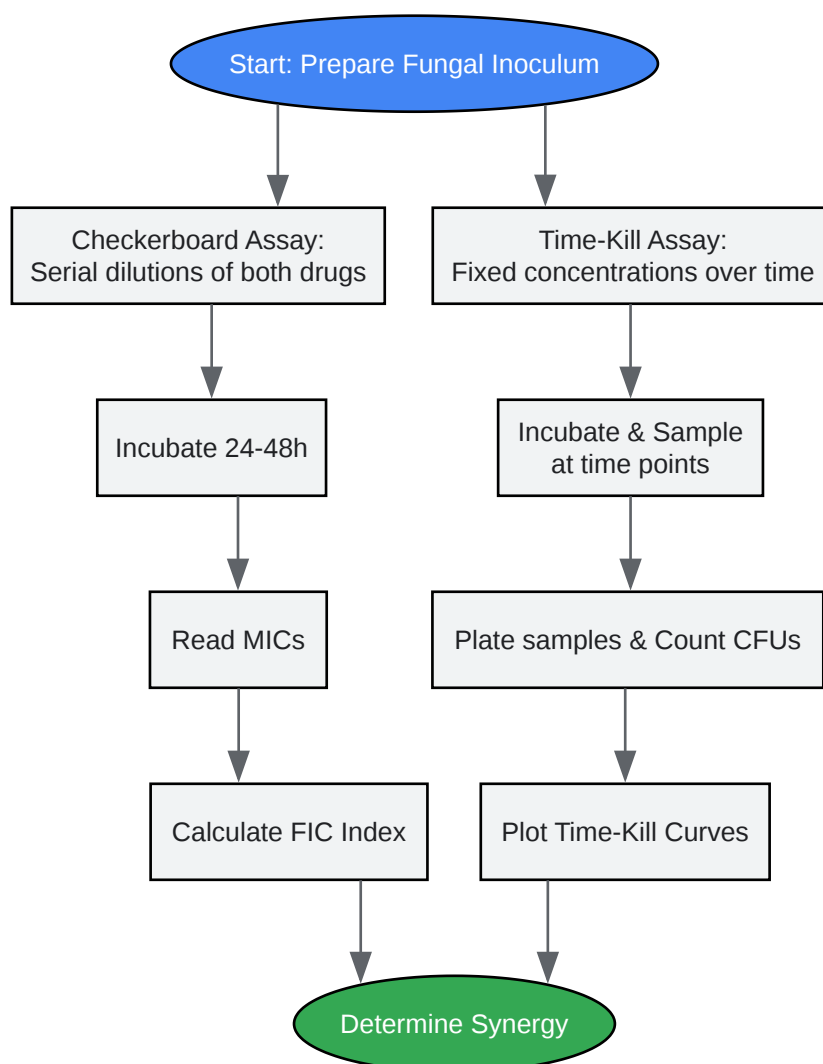 Start: Prepare Fungal Inoculum
Checkerboard Assay:
Serial dilutions of both drugs
Time-Kill Assay:
Fixed concentrations over time
Incubate 24-48h
Incubate & Sample
at time points
Read MICs
Plate samples & Count CFUs
Calculate FIC Index
Plot Time-Kill Curves
Determine Synergy